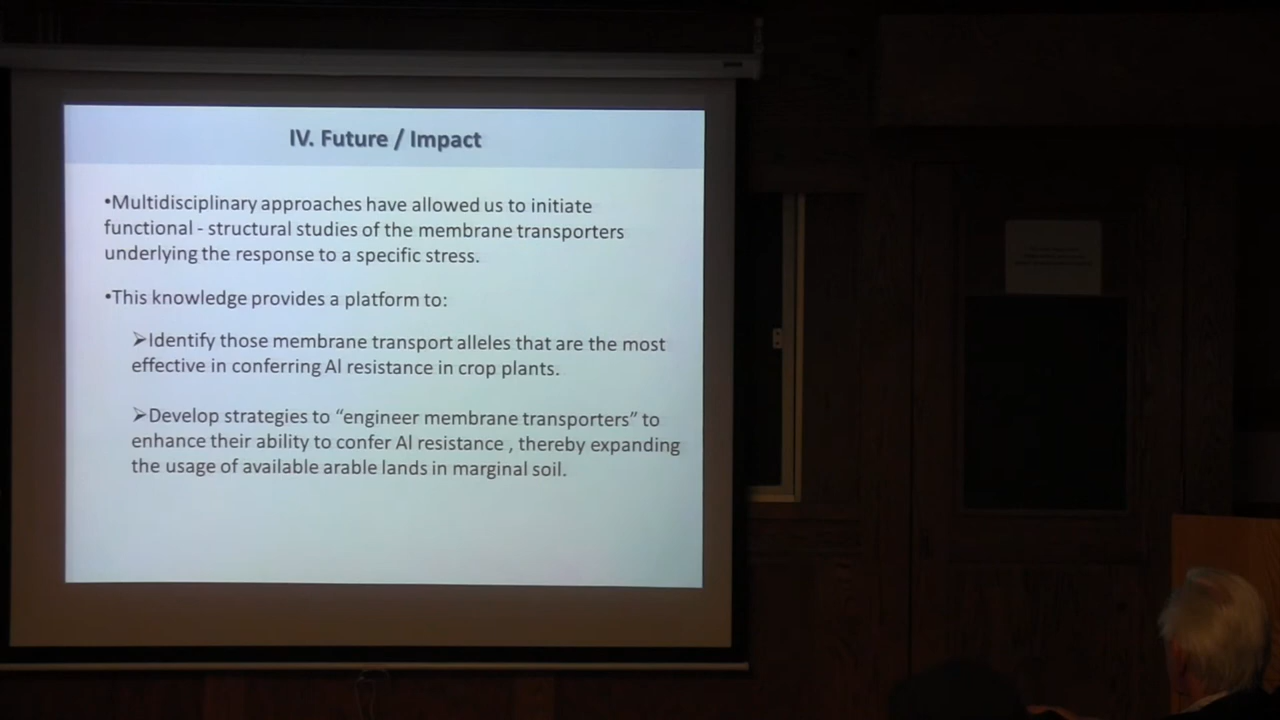 IV. Future / Impact
•Multidisciplinary approaches have allowed us to initiate
functional - structural studies of the membrane transporters
underlying the response to a specific stress.
•This knowledge provides a platform to:
➢Identify those membrane transport alleles that are the most
effective in conferring Al resistance in crop plants.
➢Develop strategies to “engineer membrane transporters” to
enhance their ability to confer Al resistance , thereby expanding
the usage of available arable lands in marginal soil.